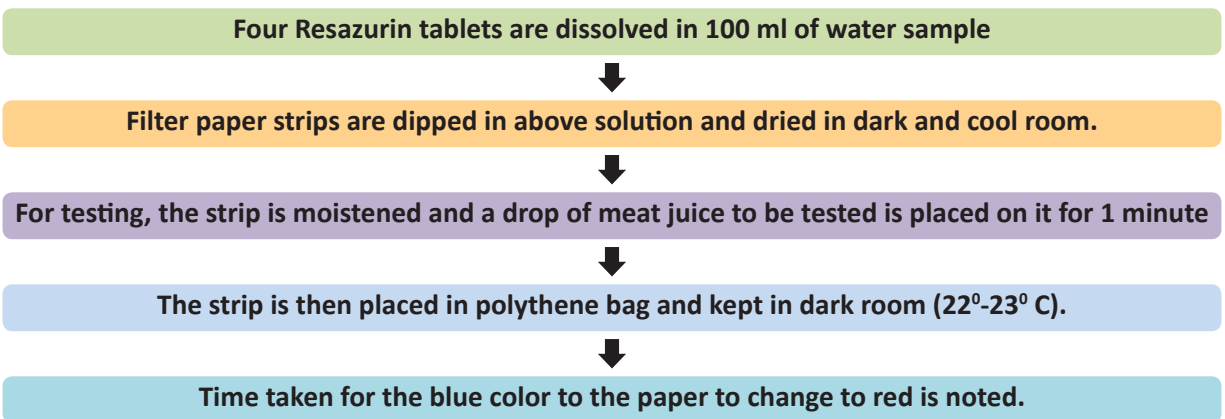 Four Resazurin tablets are dissolved in 100 ml of water sample
Filter paper strips are dipped in above solution and dried in dark and cool room.
For testing, the strip is moistened and a drop of meat juice to be tested is placed on it for 1 minute
The strip is then placed in polythene bag and kept in dark room (22⁰-23⁰ C).
Time taken for the blue color to the paper to change to red is noted.